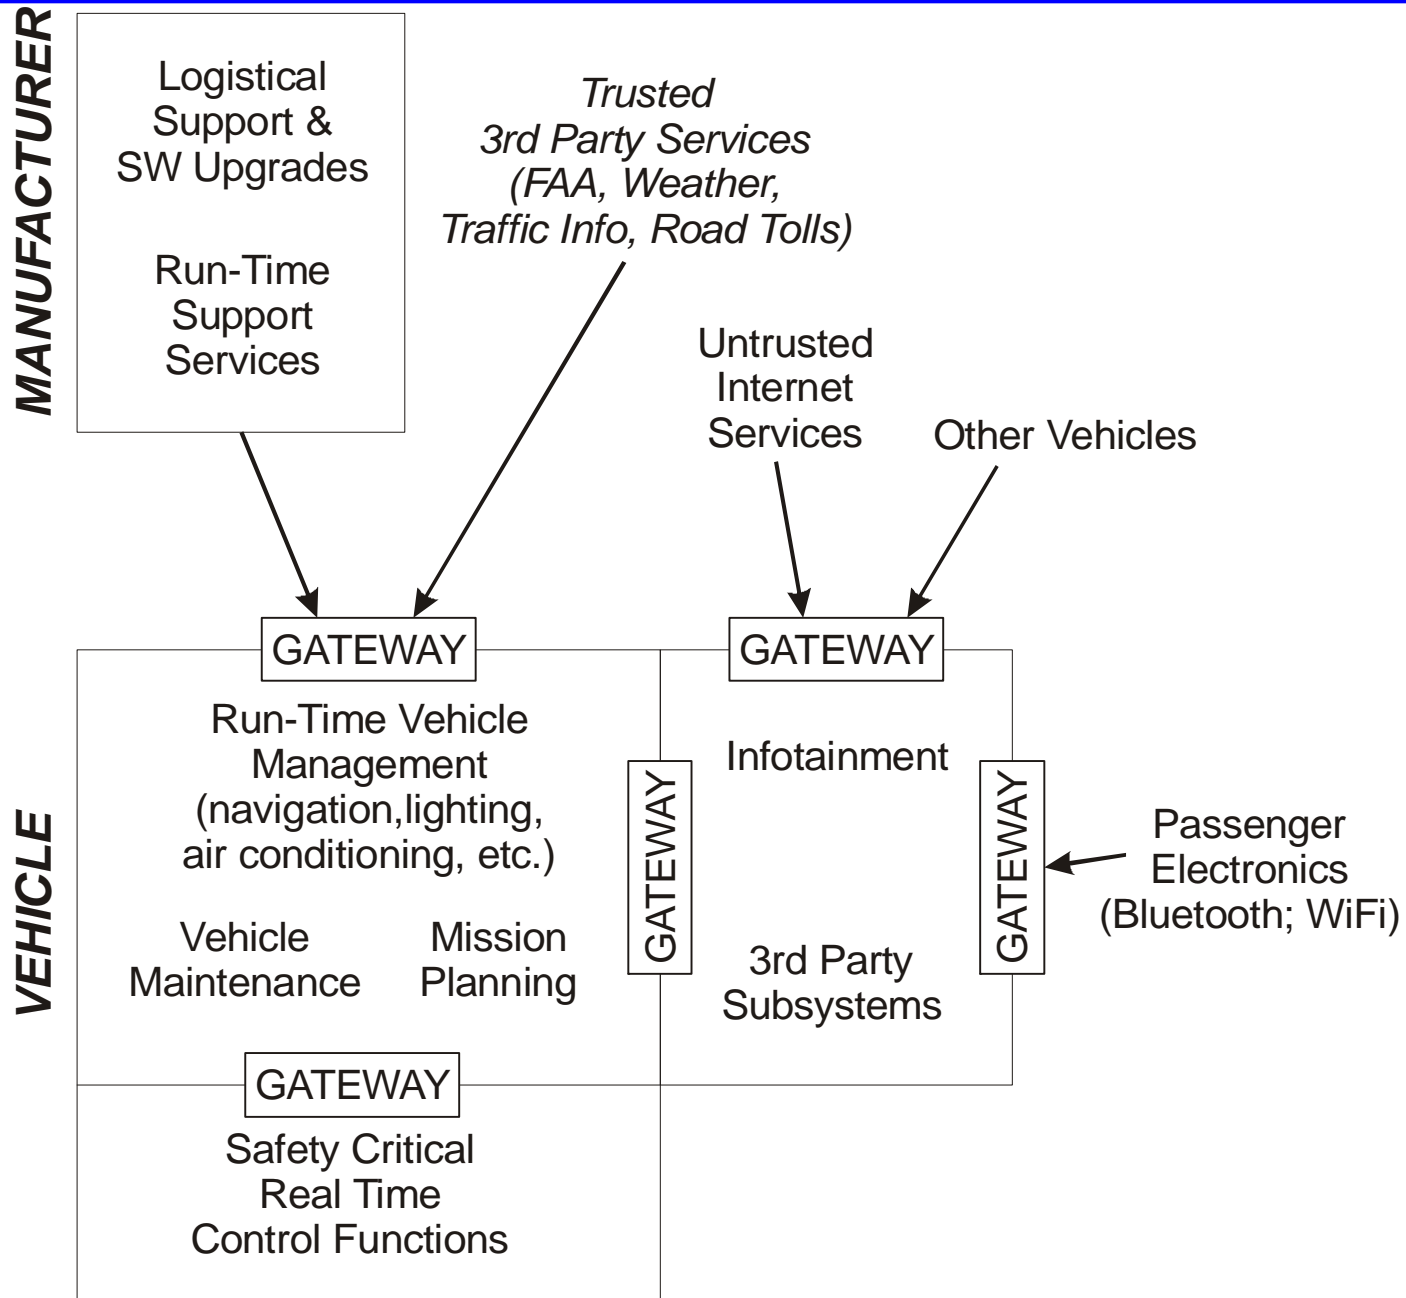 MANUFACTURER
Logistical
Support &
SW Upgrades
Run-Time
Support
Services
Trusted
3rd Party Services
(FAA, Weather,
Traffic Info, Road Tolls)
Untrusted
Internet
Services
Other Vehicles
VEHICLE
GATEWAY
GATEWAY
Run-Time Vehicle
Management
(navigation,lighting,
air conditioning, etc.)
Vehicle
Maintenance
Mission
Planning
GATEWAY
Infotainment
3rd Party
Subsystems
GATEWAY
Passenger
Electronics
(Bluetooth; WiFi)
GATEWAY
Safety Critical
Real Time
Control Functions